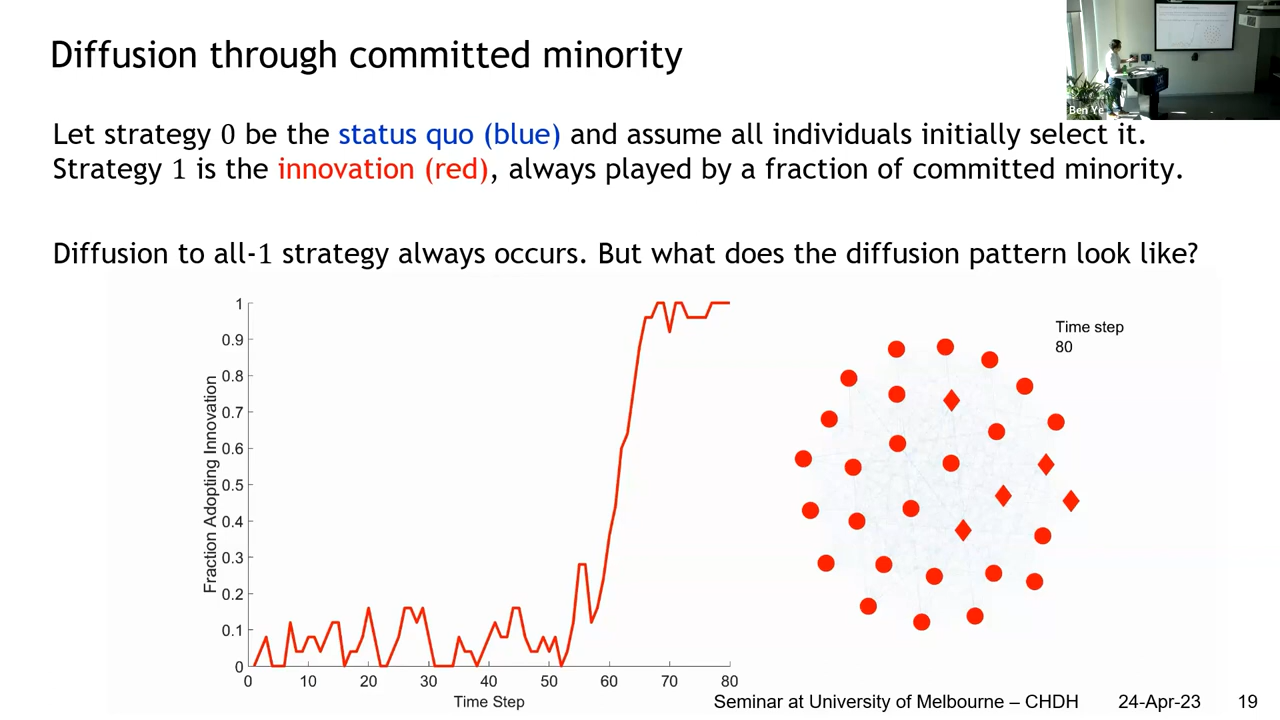 Diffusion through committed minority
Ben Ye
Let strategy 0 be the status quo (blue) and assume all individuals initially select it.
Strategy 1 is the innovation (red), always played by a fraction of committed minority.
Diffusion to all-1 strategy always occurs. But what does the diffusion pattern look like?
Fraction Adopting Innovation
1
0.9
0.8
0.7
0.6
0.5
0.4
0.3
0.2
0.1
0
0 10 20 30 40 50 60 70 80
Time Step
Time step
80
Seminar at University of Melbourne – CHDH 24-Apr-23 19